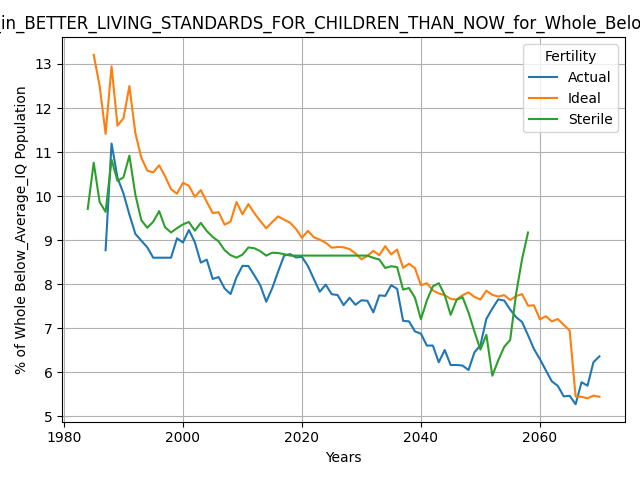 _in_BETTER_LIVING_STANDARDS_FOR_CHILDREN_THAN_NOW_for_Whole_Belo
Fertility
Actual
Ideal
Sterile
% of Whole Below_Average_IQ Population
13
12
11
10
9
8
7
6
5
1980 2000 2020 2040 2060
Years